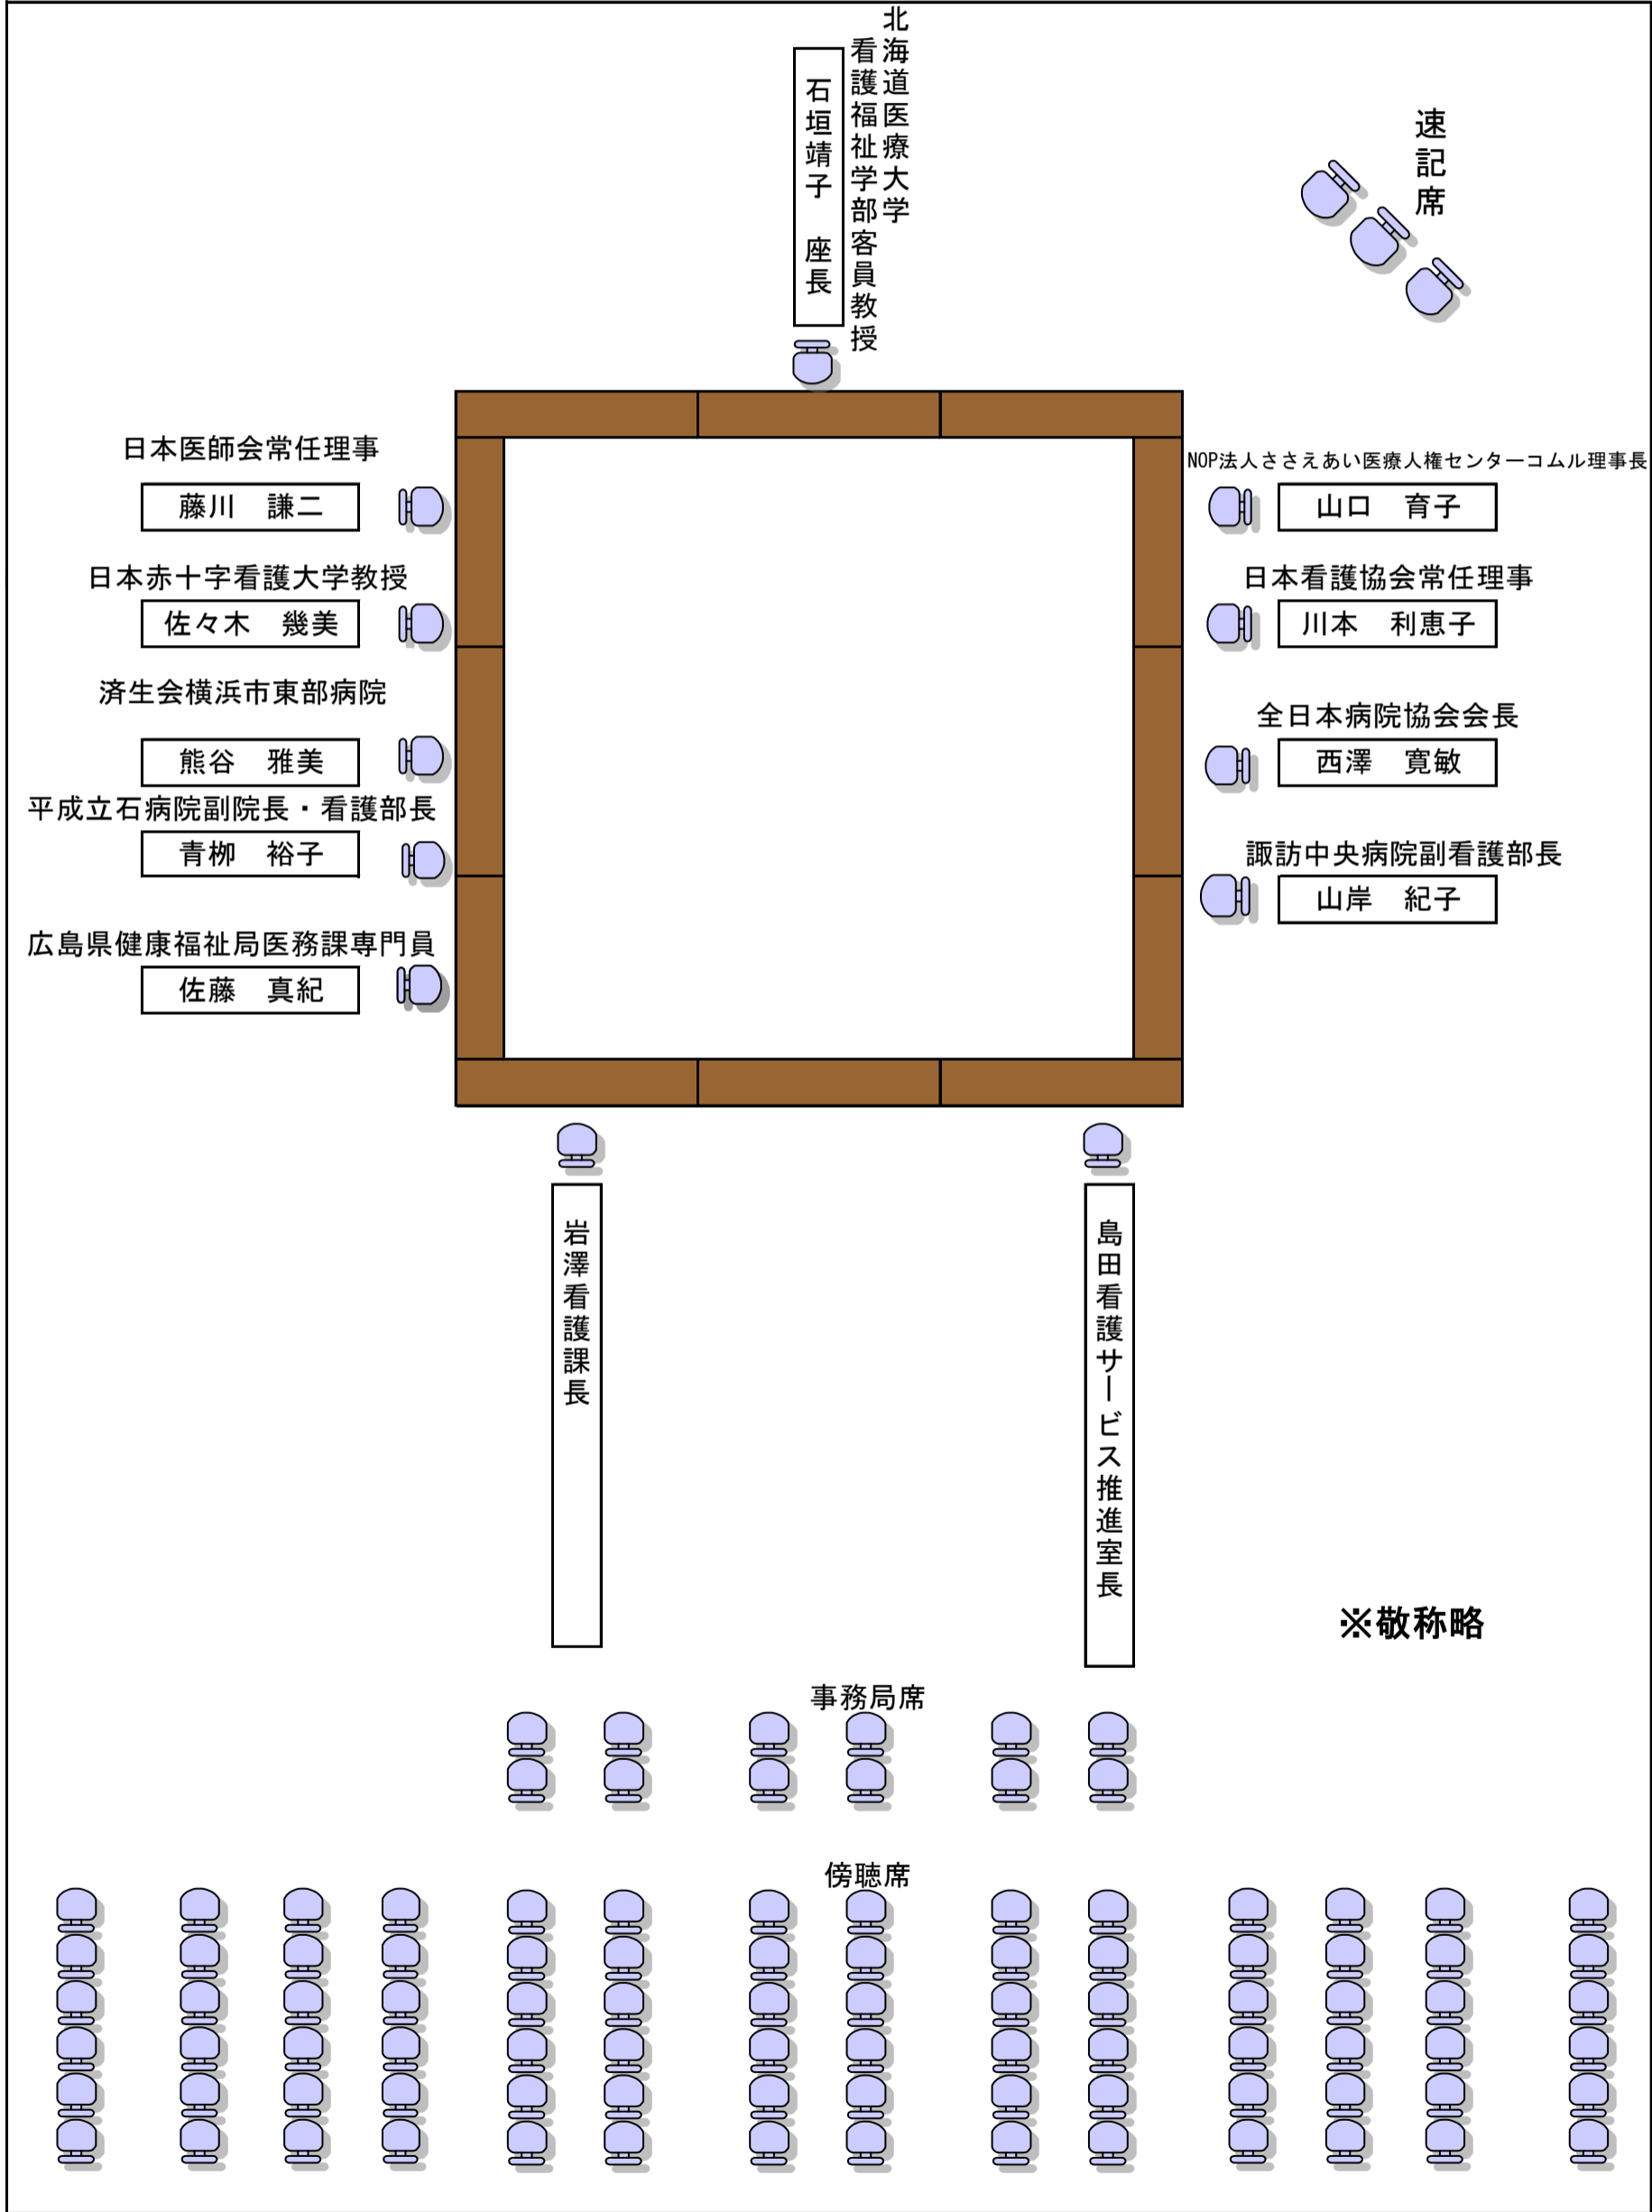 北海道医療大学
看護福祉学部客員教授
石垣靖子　座長
速記席
日本医師会常任理事
藤川　謙二
日本赤十字看護大学教授
佐々木　幾美
済生会横浜市東部病院
熊谷　雅美
平成立石病院副院長・看護部長
青栁　裕子
広島県健康福祉局医務課専門員
佐藤　真紀
NOP法人ささえあい医療人権センターコムル理事長
山口　育子
日本看護協会常任理事
川本　利恵子
全日本病院協会会長
西澤　寛敏
諏訪中央病院副看護部長
山岸　紀子
岩澤看護課長
島田看護サービス推進室長
※敬称略
事務局席
傍聴席